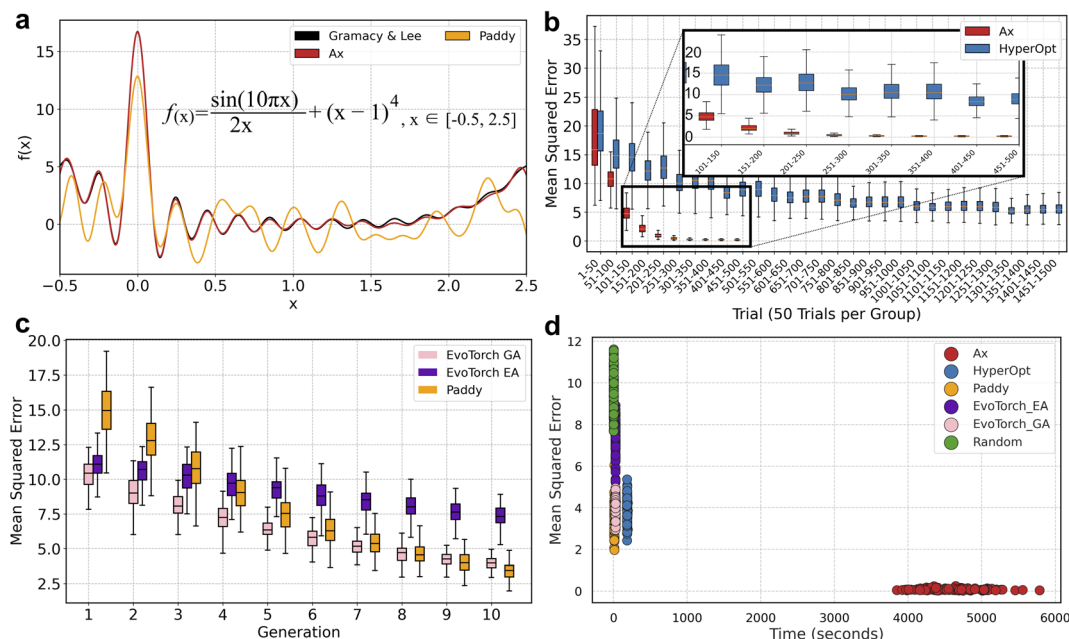 a
Gramacy & Lee
Ax
Paddy
f(x)=sin(10πx)/2x+(x−1)^4, x ∈ [-0.5, 2.5]
f(x)
15
10
5
0
−0.5
0.0
0.5
1.0
1.5
2.0
2.5
x
b
Ax
HyperOpt
Mean Squared Error
35
30
25
20
15
10
5
0
20
15
10
5
0
101-150
151-200
201-250
251-300
301-350
351-400
401-450
451-500
1-50
51-100
101-150
151-200
201-250
251-300
301-350
351-400
401-450
451-500
501-550
551-600
601-650
651-700
701-750
751-800
801-850
851-900
901-950
951-1000
1001-1050
1051-1100
1101-1150
1151-1200
1201-1250
1251-1300
1301-1350
1351-1400
1401-1450
1451-1500
Trial (50 Trials per Group)
c
EvoTorch GA
EvoTorch EA
Paddy
Mean Squared Error
20.0
17.5
15.0
12.5
10.0
7.5
5.0
2.5
1 2 3 4 5 6 7 8 9 10
Generation
d
Ax
HyperOpt
Paddy
EvoTorch_EA
EvoTorch_GA
Random
Mean Squared Error
12
10
8
6
4
2
0
0 1000 2000 3000 4000 5000 6000
Time (seconds)